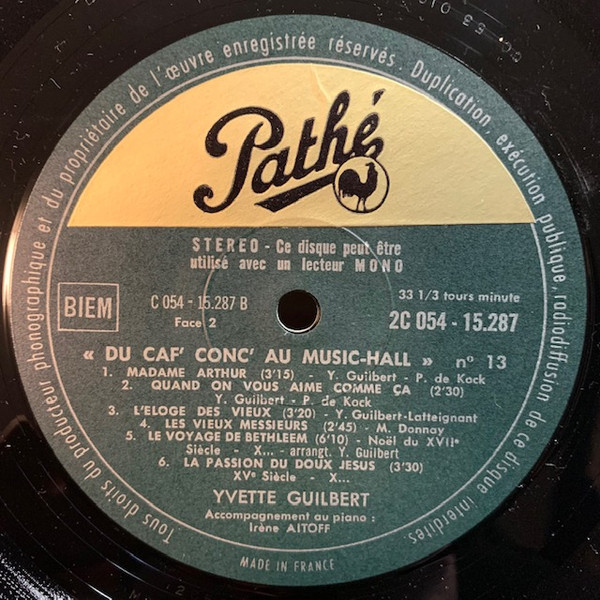 Tous droits du producteur phonographique et du propriétaire de l'œuvre enregistrée réservés. Duplication, exécution publique, radiodiffusion de ce disque interdites.
Pathé
STEREO - Ce disque peut être
utilisé avec un lecteur MONO
BIEM
C 054 - 15.287 B
Face 2
33 1/3 tours minute
2C 054 - 15.287
« DU CAF' CONC' AU MUSIC-HALL » n° 13
1. MADAME ARTHUR (3'15) - Y. Guilbert - P. de Kock
2. QUAND ON VOUS AIME COMME ÇA (2'30)
Y. Guilbert - P. de Kock
3. L'ELOGE DES VIEUX (3'20) - Y. Guilbert-Latteignant
4. LES VIEUX MESSIEURS (2'45) - M. Donnay
5. LE VOYAGE DE BETHLEEM (6'10) - Noël du XVIIe
Siècle - X... - arrangt. Y. Guilbert
6. LA PASSION DU DOUX JESUS (3'30)
XVe Siècle - X...
YVETTE GUILBERT
Accompagnement au piano :
Irène AITOFF
MADE IN FRANCE